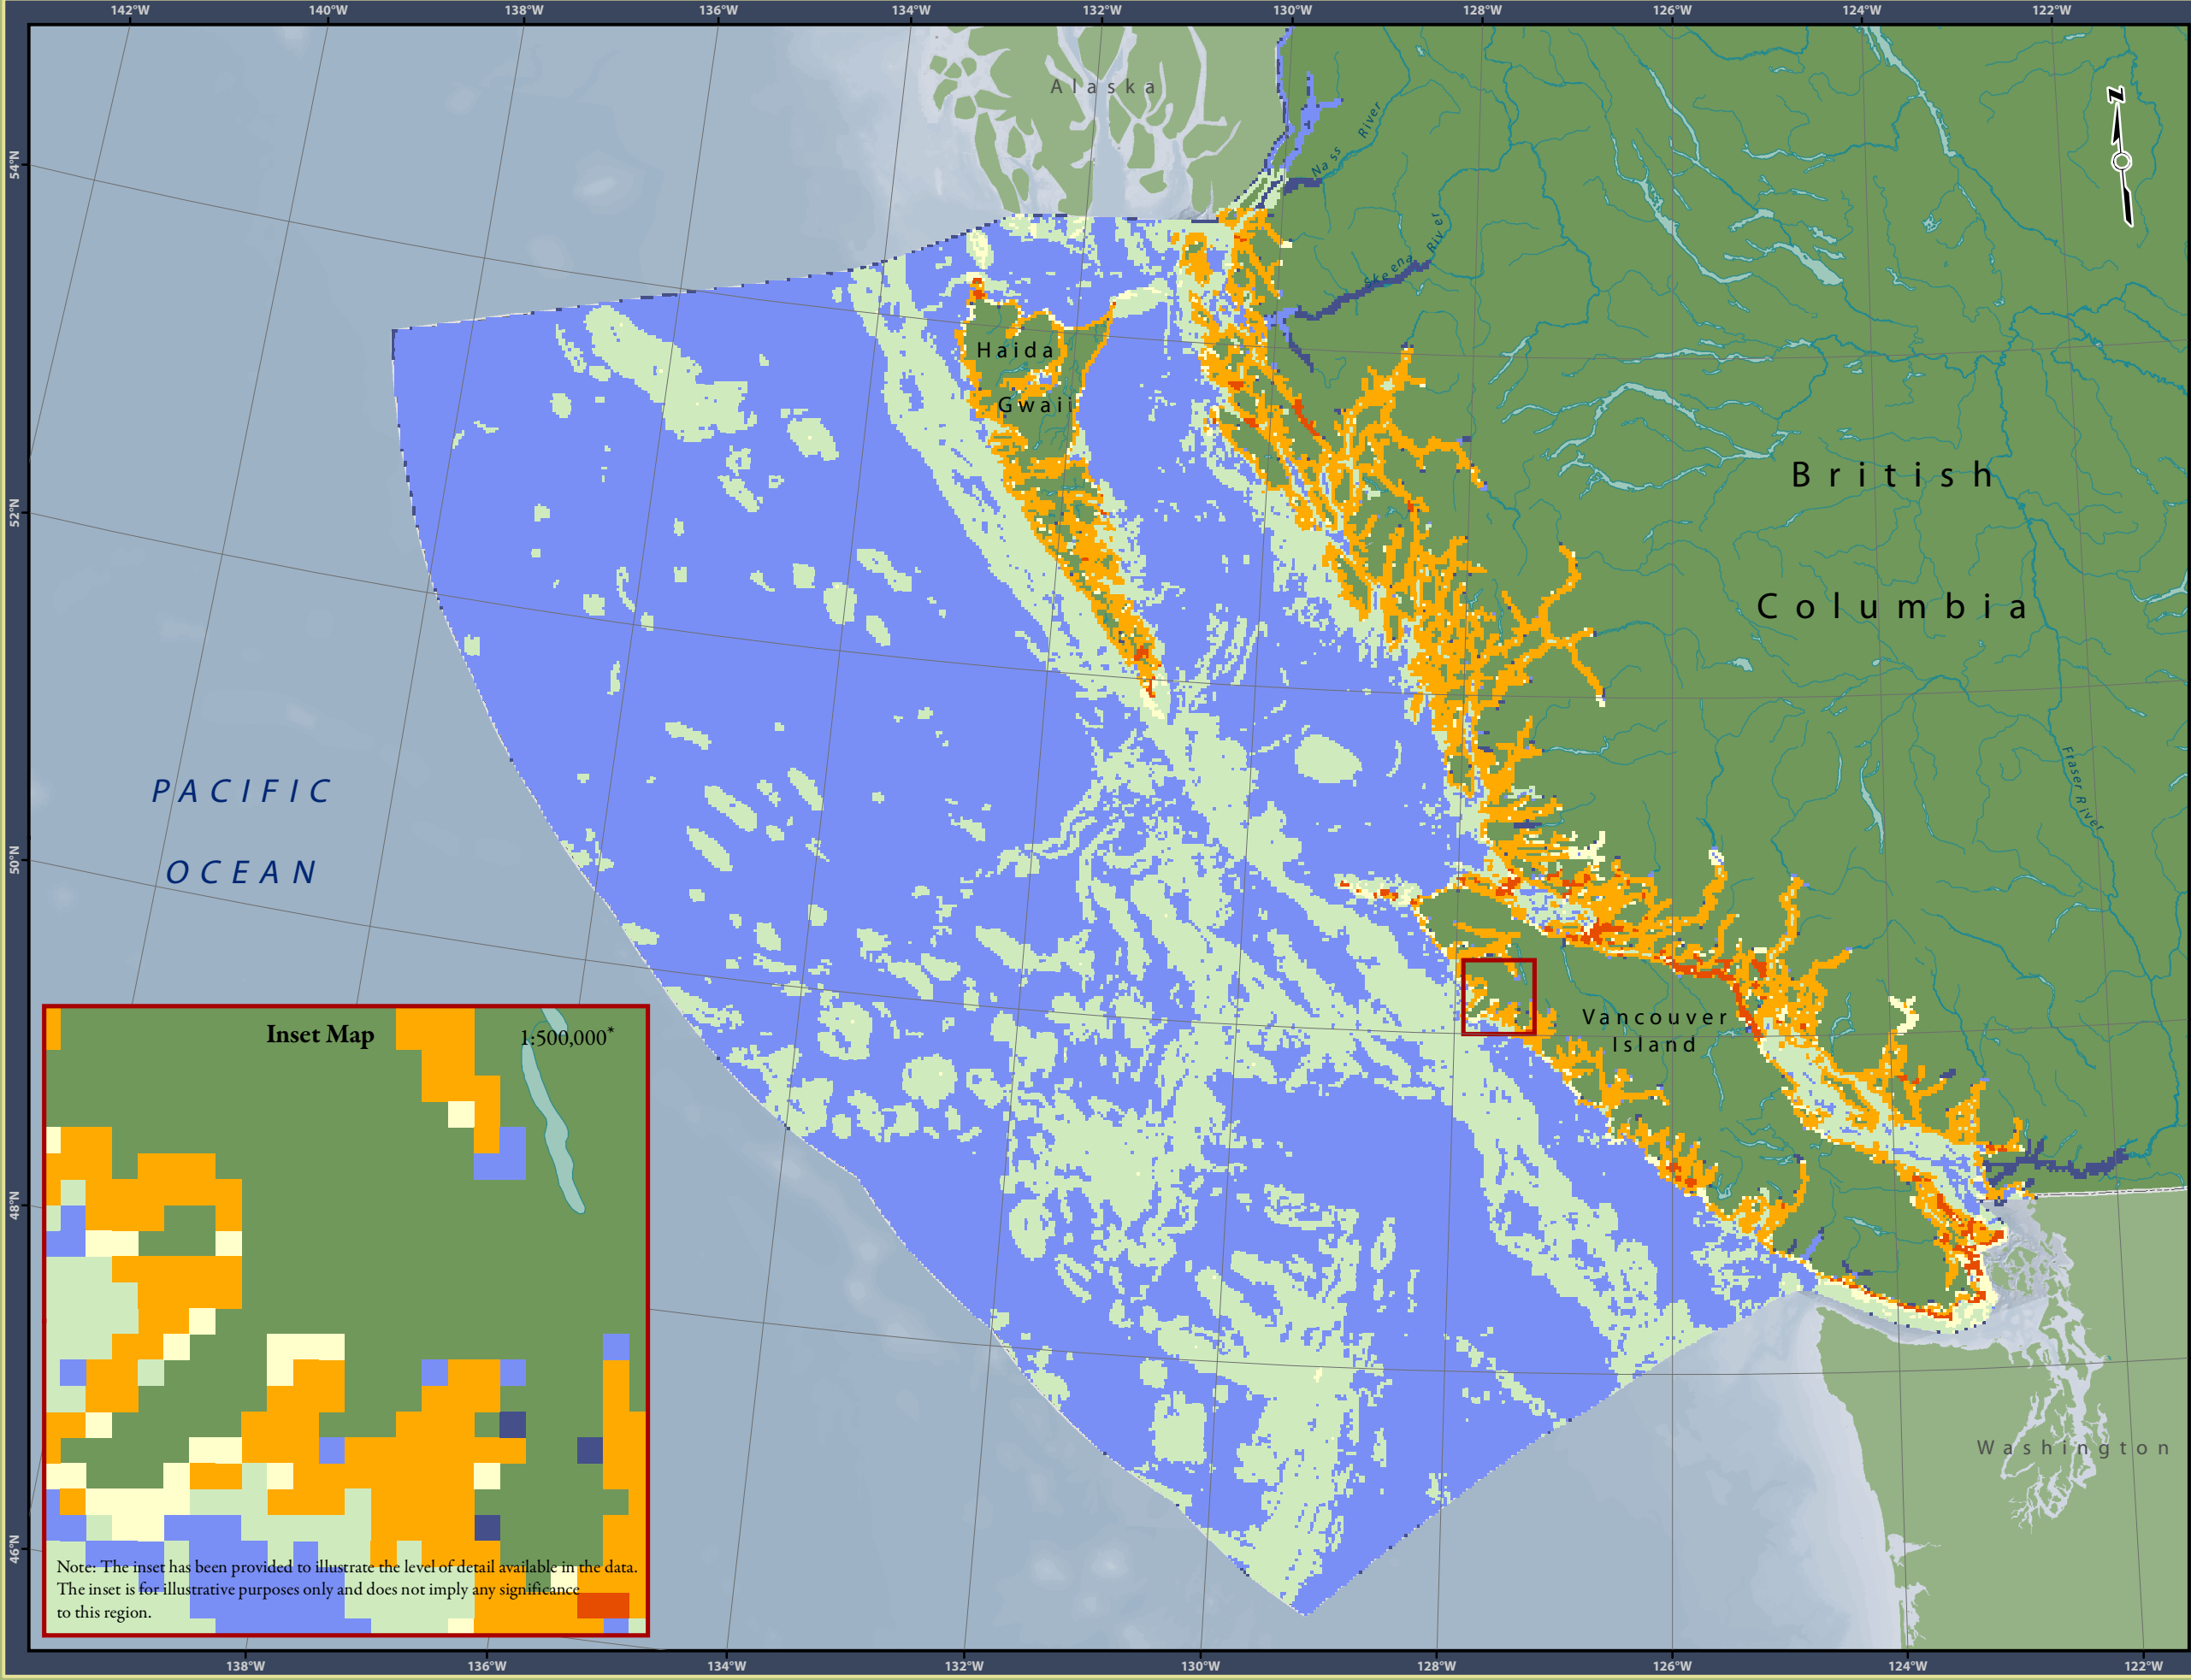 142°W 140°W 138°W 136°W 134°W 132°W 130°W 128°W 126°W 124°W 122°W
Alaska
54°N
Nass River
Skeena River
Haida
Gwaii
British
Columbia
52°N
PACIFIC
OCEAN
Fraser River
50°N
Vancouver
Island
Inset Map
1:500,000*
48°N
Washington
46°N
Note: The inset has been provided to illustrate the level of detail available in the data.
The inset is for illustrative purposes only and does not imply any significance
to this region.
138°W 136°W 134°W 132°W 130°W 128°W 126°W 124°W 122°W
N